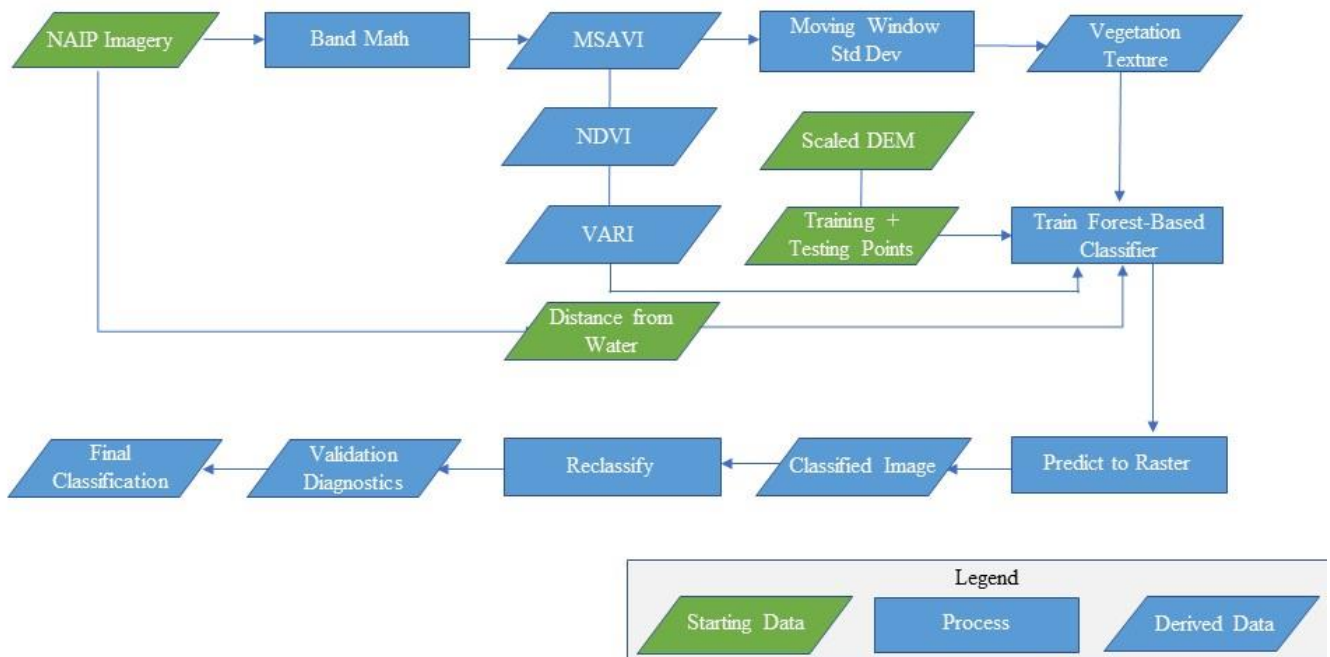 NAIP Imagery
Band Math
MSAVI
Moving Window
Std Dev
Vegetation
Texture
NDVI
Scaled DEM
VARI
Training +
Testing Points
Train Forest-Based
Classifier
Distance from
Water
Final
Classification
Validation
Diagnostics
Reclassify
Classified Image
Predict to Raster
Legend
Starting Data
Process
Derived Data